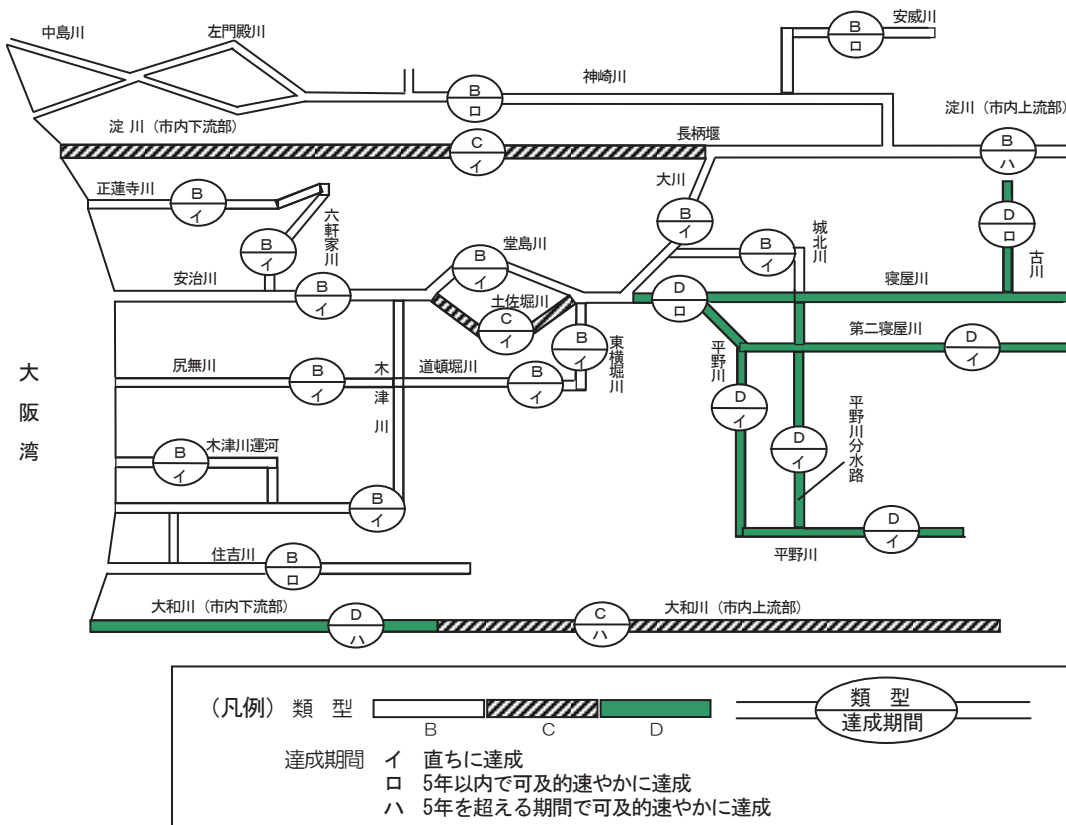 中島川
左門殿川
安威川
B
ロ
神崎川
B
ロ
淀 川（市内下流部）
長柄堰
淀川（市内上流部）
C
イ
B
ハ
大川
正蓮寺川
B
イ
六軒家川
B
イ
B
イ
城北川
B
イ
D
ロ
古川
堂島川
B
イ
安治川
B
イ
土佐堀川
C
イ
D
ロ
寝屋川
第二寝屋川
D
イ
東横堀川
B
イ
平野川
D
イ
尻無川
B
イ
木津川
道頓堀川
B
イ
大阪湾
平野川分水路
D
イ
木津川運河
B
イ
B
イ
D
イ
平野川
住吉川
B
ロ
大和川（市内下流部）
D
ハ
C
ハ
大和川（市内上流部）
（凡例） 類 型
B C D
類 型
達成期間
達成期間 イ 直ちに達成
ロ 5年以内で可及的速やかに達成
ハ 5年を超える期間で可及的速やかに達成